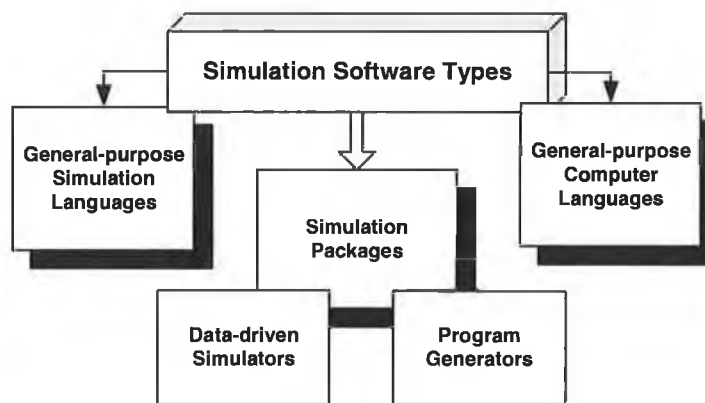 Simulation Software Types
General-purpose
Simulation
Languages
General-purpose
Computer
Languages
Simulation
Packages
Data-driven
Simulators
Program
Generators